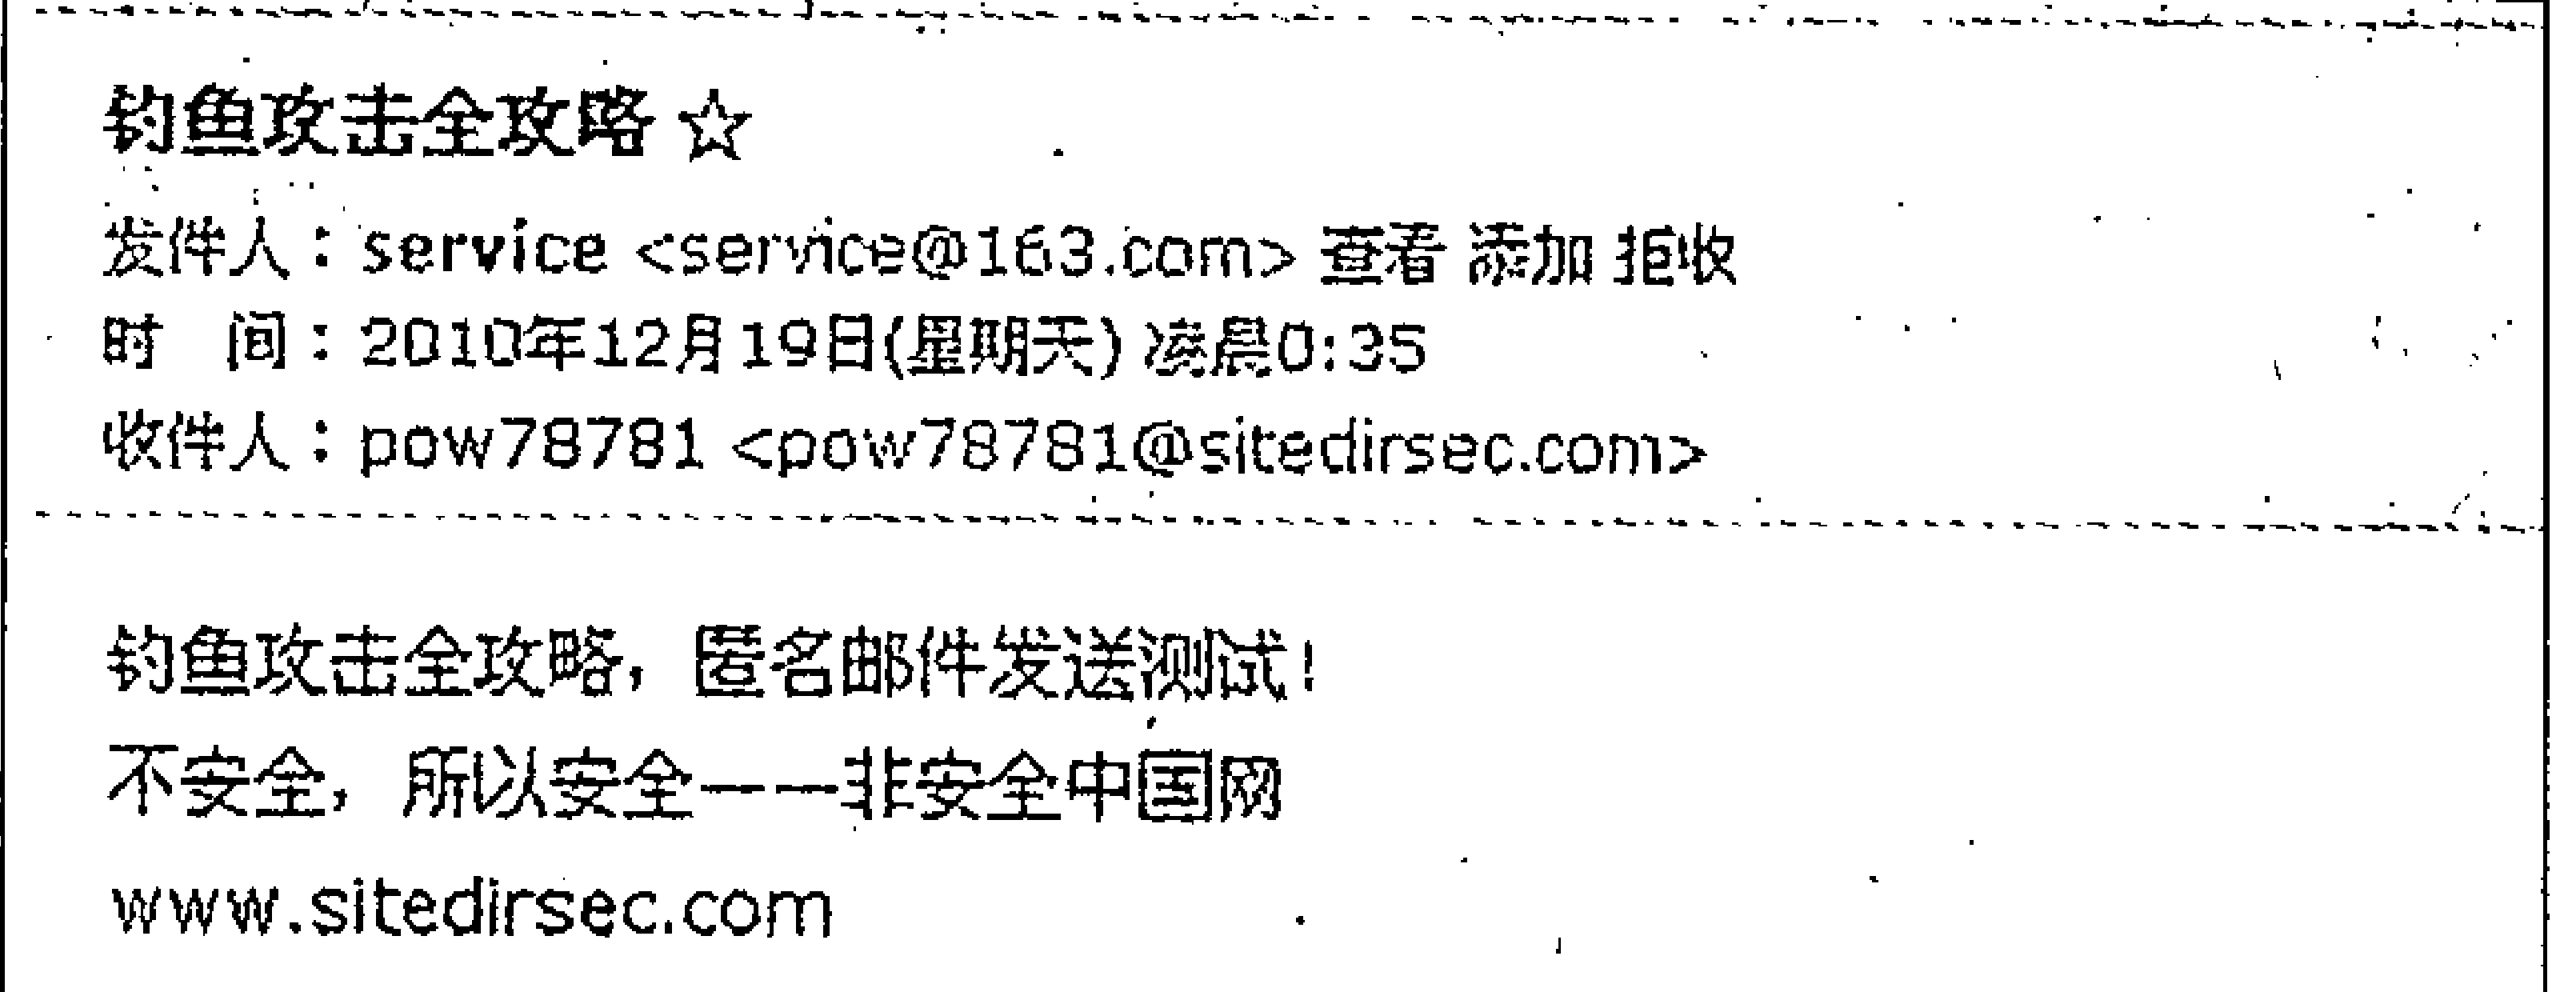 钓鱼攻击全攻略 ☆
发件人：service <service@163.com> 查看 添加 拒收
时 间：2010年12月19日(星期天) 凌晨0:35
收件人：pow78781 <pow78781@sitedirsec.com>
钓鱼攻击全攻略，匿名邮件发送测试！
不安全，所以安全——非安全中国网
www.sitedirsec.com